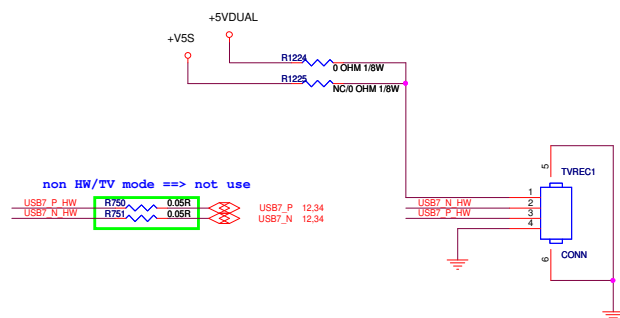 +5VDUAL
+V5S
R1224
0 OHM 1/8W
R1225
NC/0 OHM 1/8W
non HW/TV mode ==> not use
USB7_P_HW
R750
0.05R
USB7_P 12,34
USB7_N_HW
R751
0.05R
USB7_N 12,34
5
TVREC1
1
USB7_N_HW
2
USB7_P_HW
3
4
6
CONN